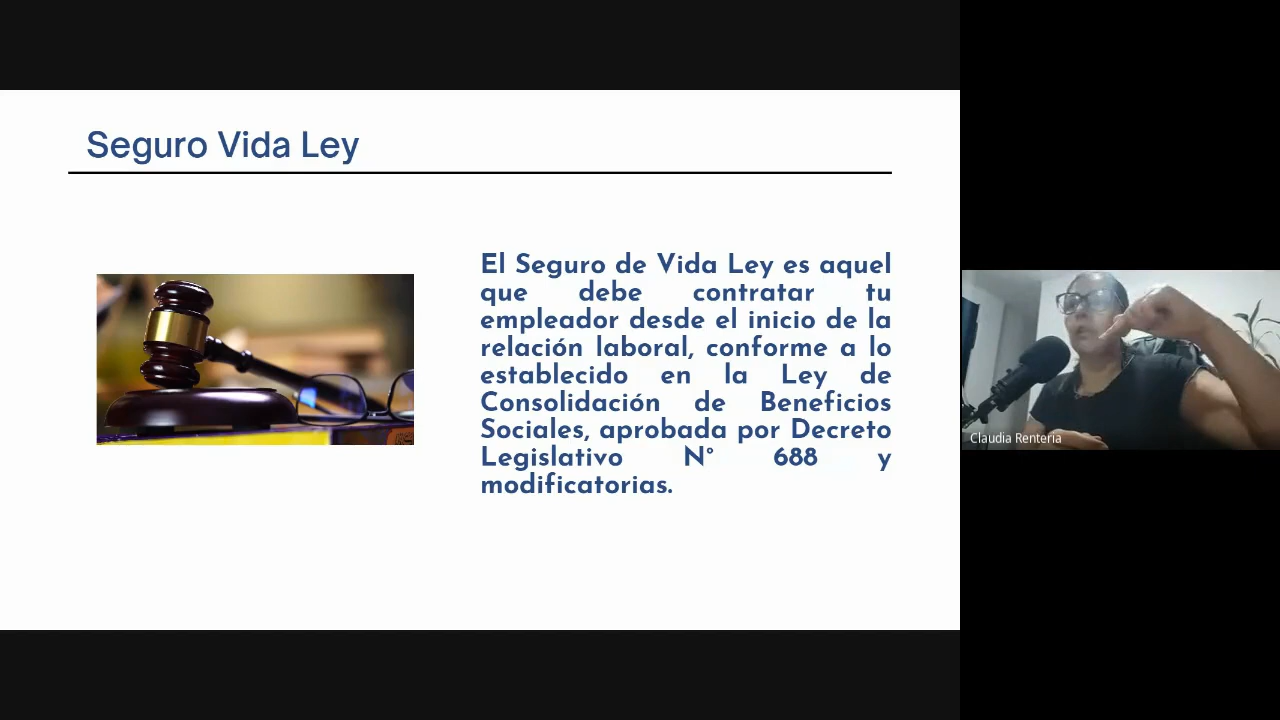 Seguro Vida Ley
El Seguro de Vida Ley es aquel
que debe contratar tu
empleador desde el inicio de la
relación laboral, conforme a lo
establecido en la Ley de
Consolidación de Beneficios
Sociales, aprobada por Decreto
Legislativo N° 688 y
modificatorias.
Claudia Renteria